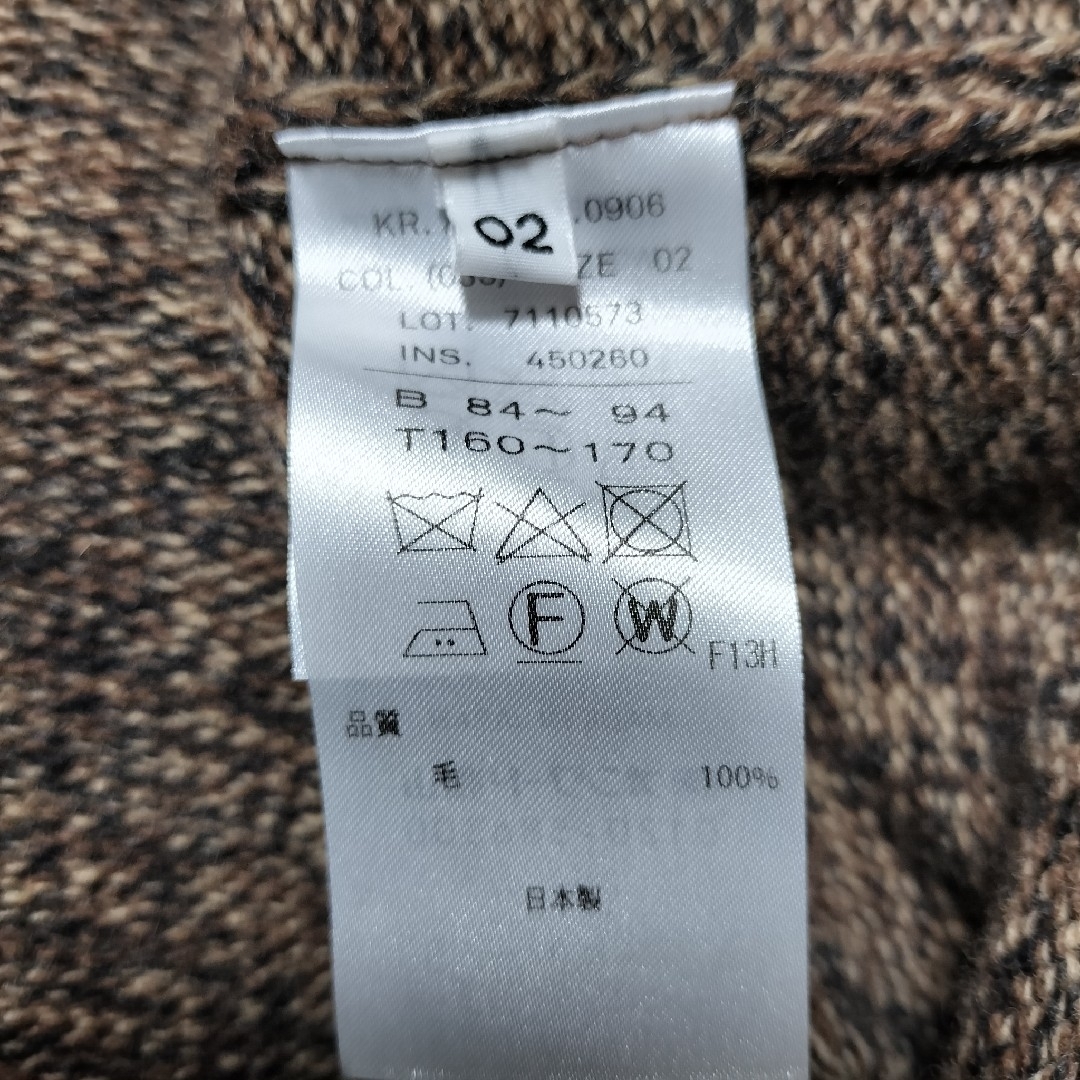 02
KR. .0906
COL. ZE 02
LOT. 7110573
INS. 450260
B 84～ 94
T160～170
F W F13H
品質
毛 100%
日本製